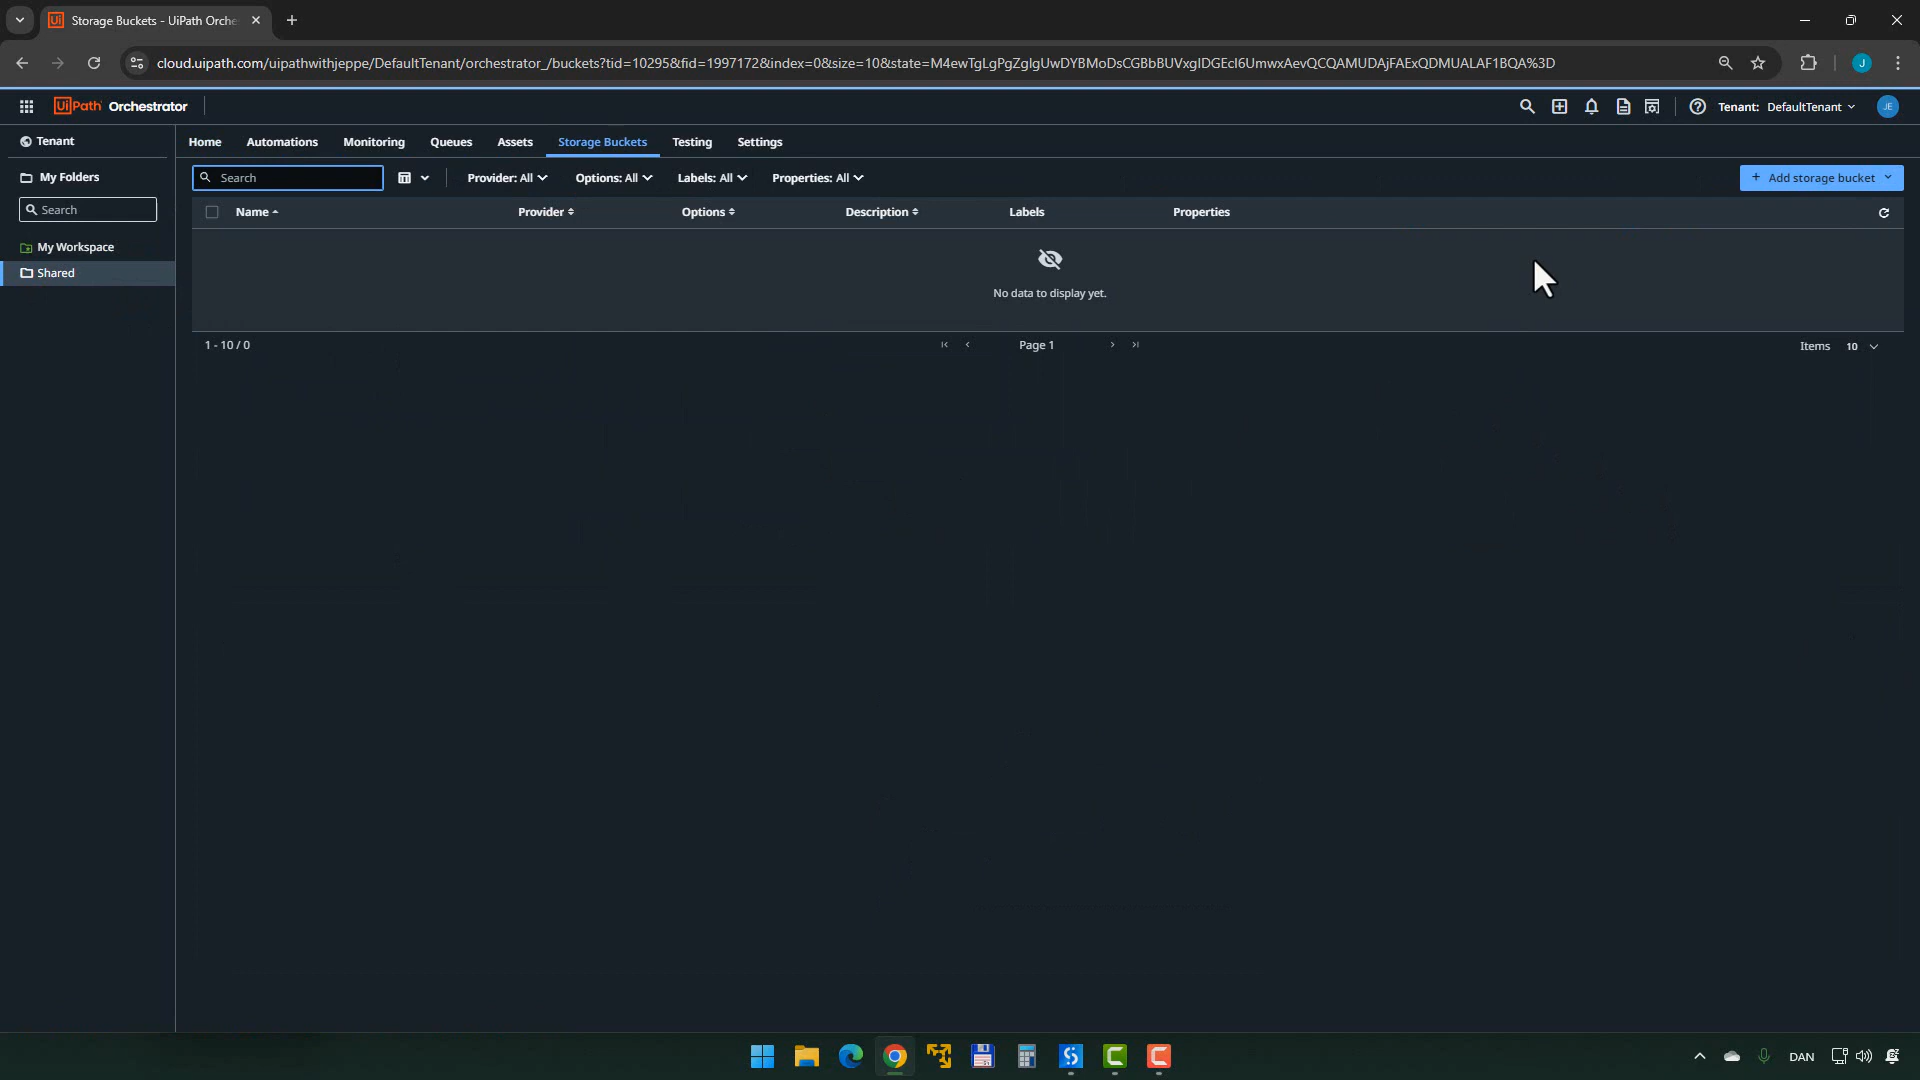 Storage Buckets - UiPath Orche
cloud.uipath.com/uipathwithjeppe/DefaultTenant/orchestrator_/buckets?tid=10295&fid=1997172&index=0&size=10&state=M4ewTgLgPgZglgUwDYBMoDsCGBbBUVxgIDGEcI6UmwxAevQCQAMUDAjFAExQDMUALAF1BQA%3D
J
UiPath Orchestrator
Tenant: DefaultTenant
JE
Tenant
Home Automations Monitoring Queues Assets Storage Buckets Testing Settings
My Folders
Search
Provider: All Options: All Labels: All Properties: All
+ Add storage bucket
Search
Name Provider Options Description Labels Properties
My Workspace
Shared
No data to display yet.
1 - 10 / 0
Page 1
Items 10
DAN